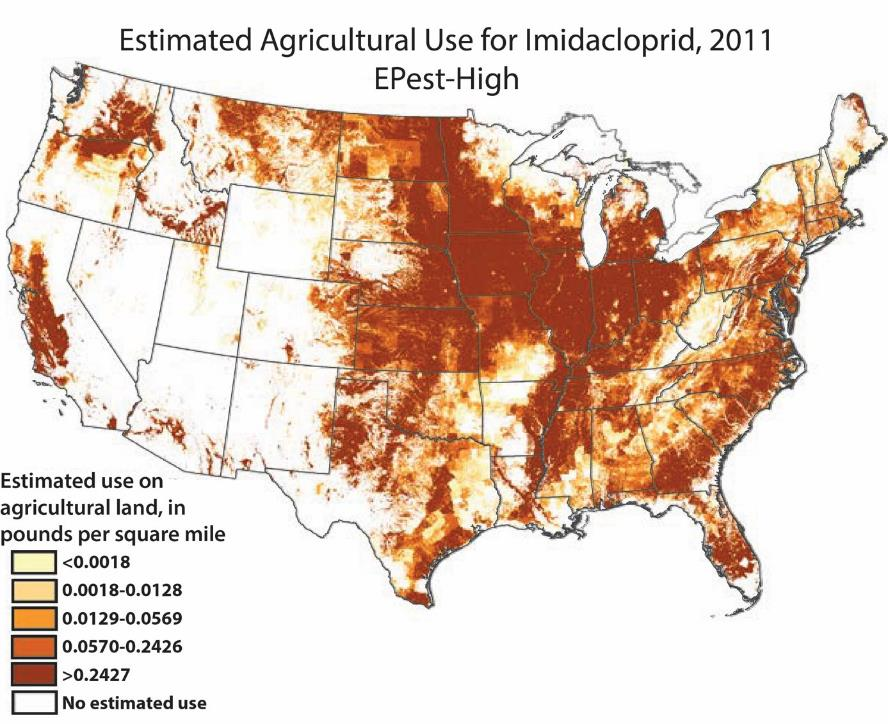 Estimated Agricultural Use for Imidacloprid, 2011
EPest-High
Estimated use on
agricultural land, in
pounds per square mile
<0.0018
0.0018-0.0128
0.0129-0.0569
0.0570-0.2426
>0.2427
No estimated use